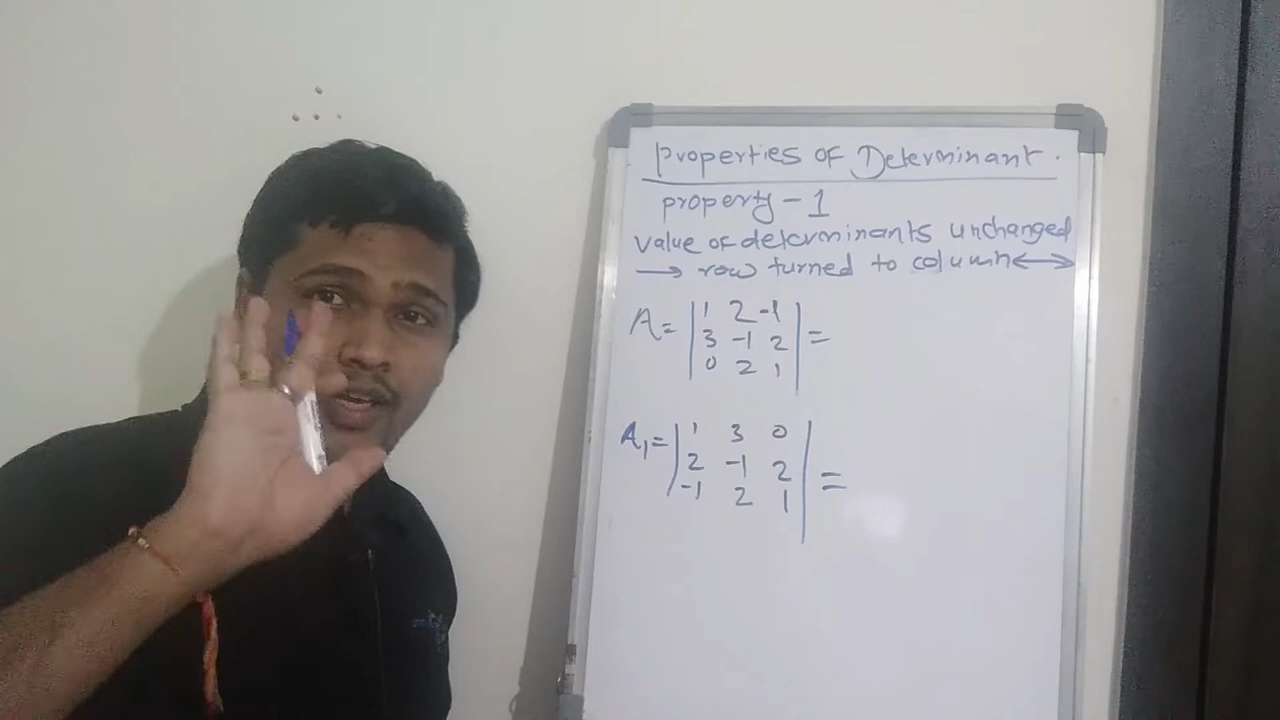 Properties of Determinant.
property - 1
value of determinants unchanged
→ row turned to column ↔
A = | 1 2 -1 |
| 3 -1 2 | =
| 0 2 1 |
A₁ = | 1 3 0 |
| 2 -1 2 | =
| -1 2 1 |